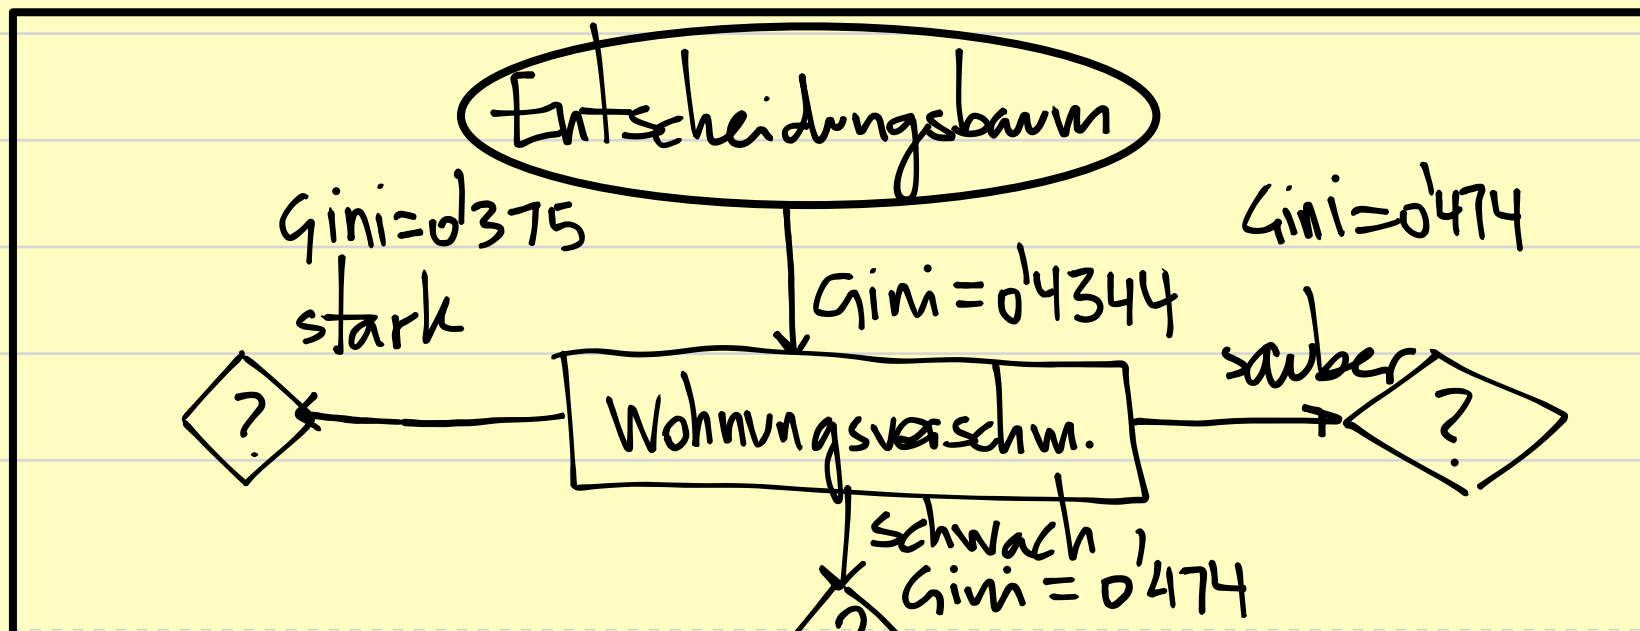 Entscheidungsbaum
Gini=0'375
Gini=0'474
Gini=0'4344
stark
sauber
?
Wohnungsverschm.
?
schwach
Gini=0'474
?